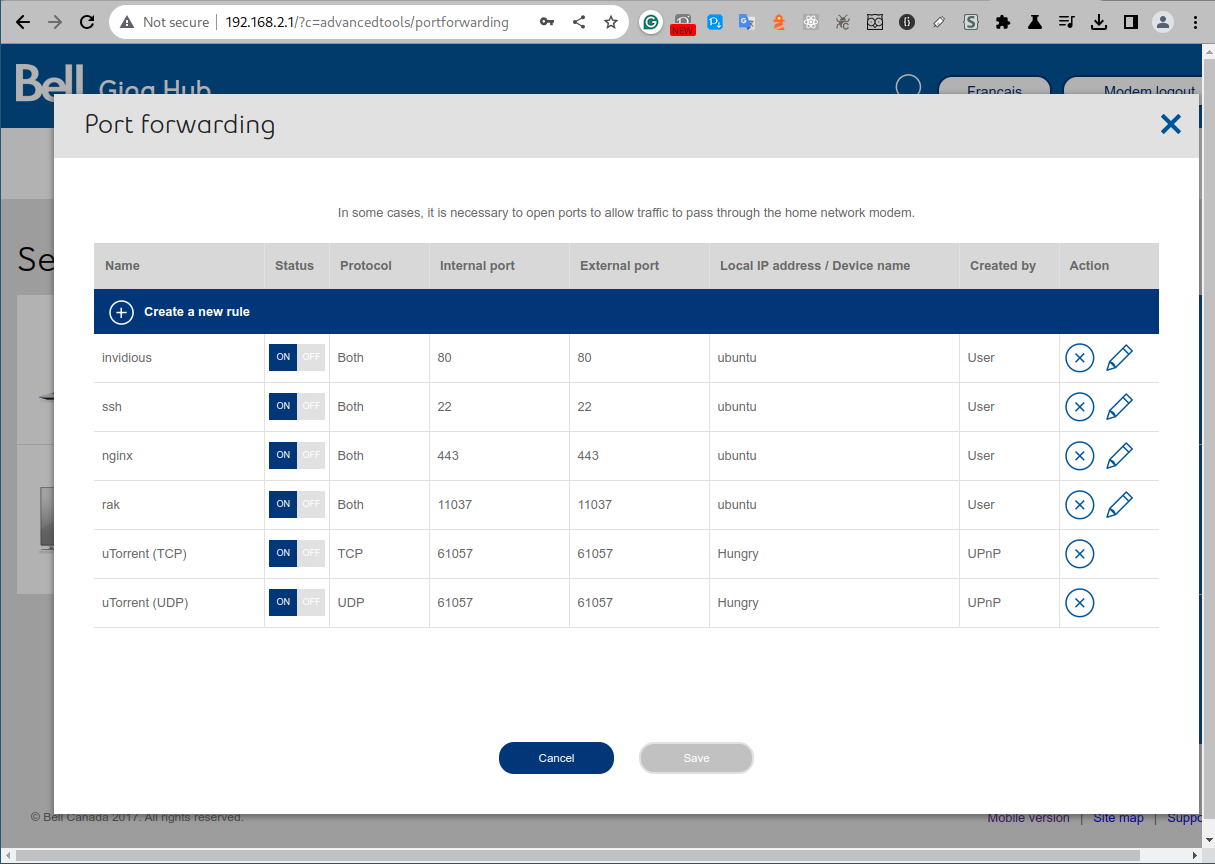 Not secure 192.168.2.1/?c=advancedtools/portforwarding
NEW
Bell Giga Hub Français Modem logout
Port forwarding
Se
In some cases, it is necessary to open ports to allow traffic to pass through the home network modem.
Name Status Protocol Internal port External port Local IP address / Device name Created by Action
Create a new rule
invidious ON OFF Both 80 80 ubuntu User
ssh ON OFF Both 22 22 ubuntu User
nginx ON OFF Both 443 443 ubuntu User
rak ON OFF Both 11037 11037 ubuntu User
uTorrent (TCP) ON OFF TCP 61057 61057 Hungry UPnP
uTorrent (UDP) ON OFF UDP 61057 61057 Hungry UPnP
Cancel Save
© Bell Canada 2017. All rights reserved. Mobile version | Site map | Suppo